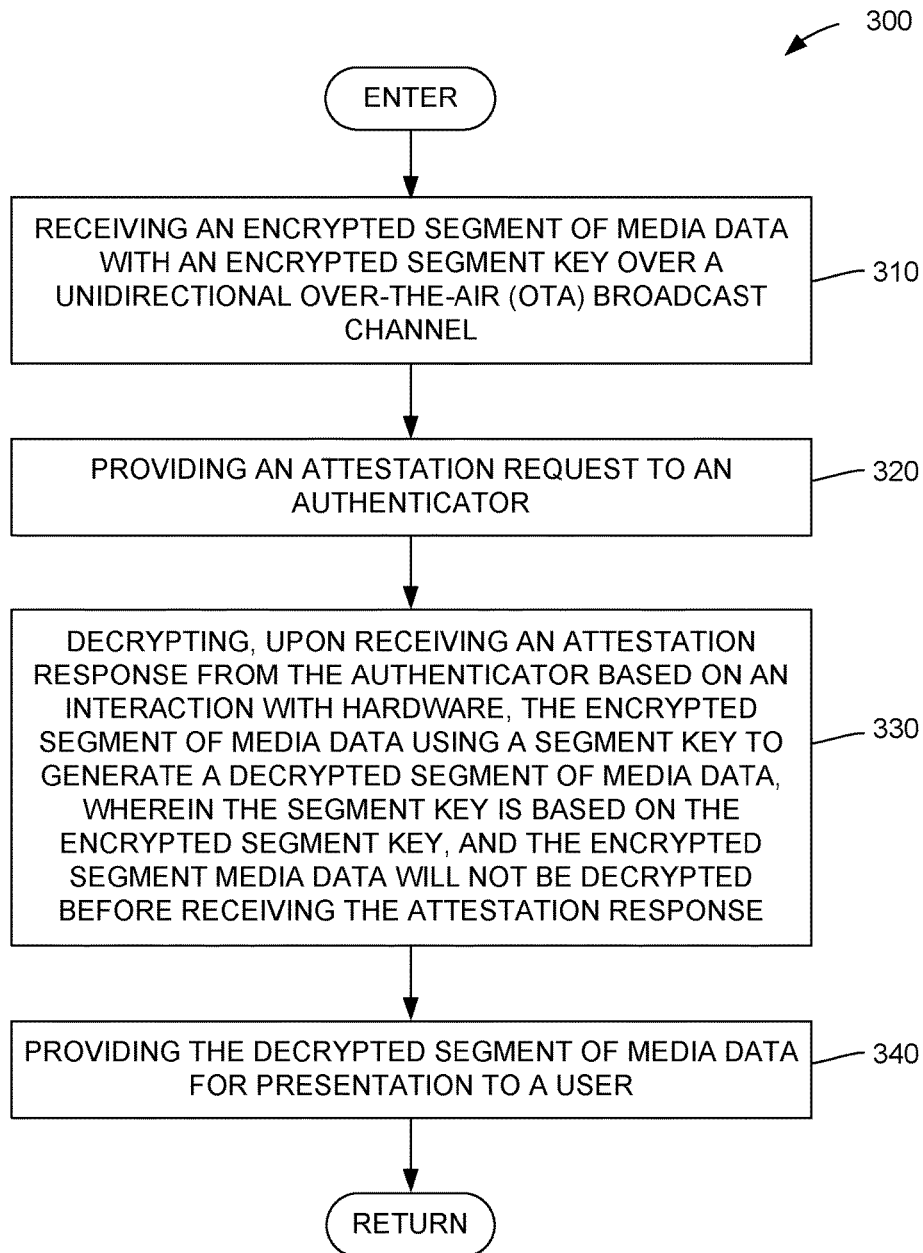 300
ENTER
RECEIVING AN ENCRYPTED SEGMENT OF MEDIA DATA
WITH AN ENCRYPTED SEGMENT KEY OVER A
UNIDIRECTIONAL OVER-THE-AIR (OTA) BROADCAST
CHANNEL
310
PROVIDING AN ATTESTATION REQUEST TO AN
AUTHENTICATOR
320
DECRYPTING, UPON RECEIVING AN ATTESTATION
RESPONSE FROM THE AUTHENTICATOR BASED ON AN
INTERACTION WITH HARDWARE, THE ENCRYPTED
SEGMENT OF MEDIA DATA USING A SEGMENT KEY TO
GENERATE A DECRYPTED SEGMENT OF MEDIA DATA,
WHEREIN THE SEGMENT KEY IS BASED ON THE
ENCRYPTED SEGMENT KEY, AND THE ENCRYPTED
SEGMENT MEDIA DATA WILL NOT BE DECRYPTED
BEFORE RECEIVING THE ATTESTATION RESPONSE
330
PROVIDING THE DECRYPTED SEGMENT OF MEDIA DATA
FOR PRESENTATION TO A USER
340
RETURN